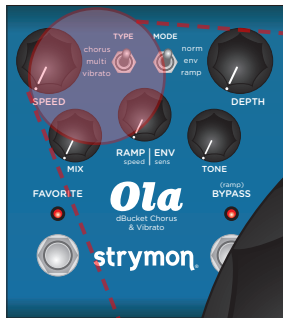 TYPE
MODE
chorus
multi
vibrato
norm
env
ramp
SPEED
DEPTH
MIX
RAMP | ENV
speed | sens
TONE
FAVORITE
Ola
(ramp)
BYPASS
dBucket Chorus
& Vibrato
strymon®